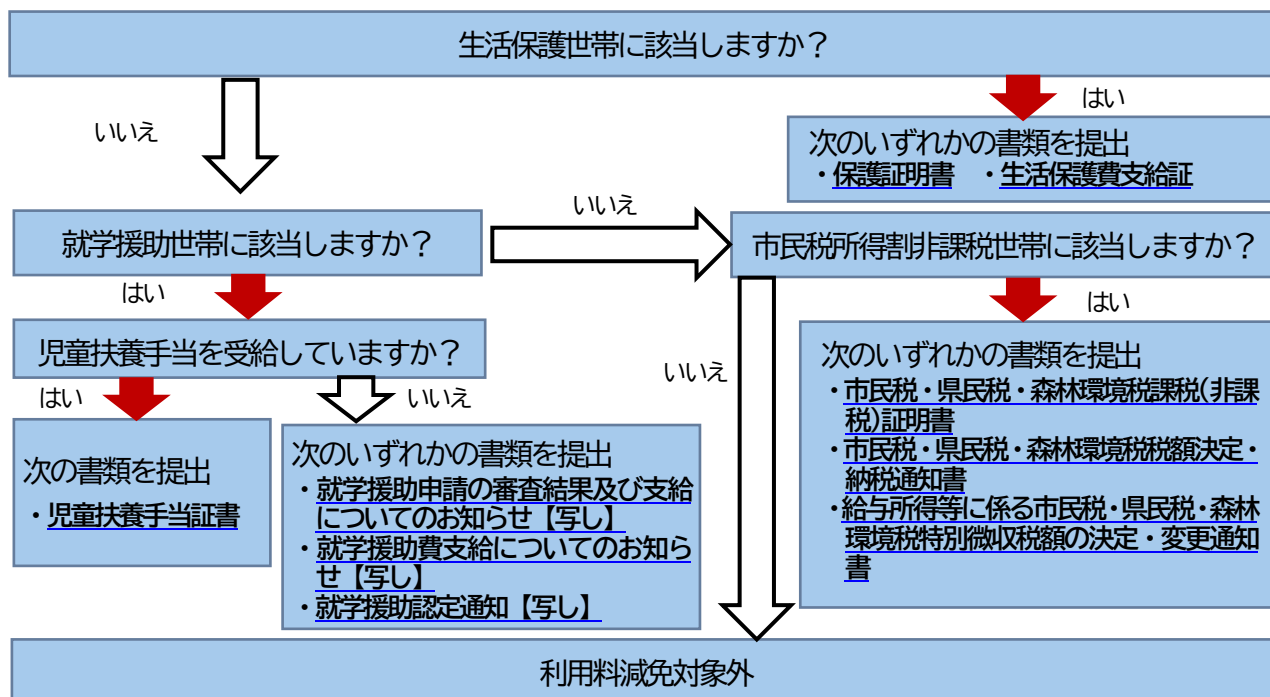 生活保護世帯に該当しますか？
いいえ
はい
次のいずれかの書類を提出
・保護証明書　・生活保護費支給証
就学援助世帯に該当しますか？
いいえ
市民税所得割非課税世帯に該当しますか？
はい
はい
児童扶養手当を受給していますか？
いいえ
はい
いいえ
次の書類を提出
・児童扶養手当証書
次のいずれかの書類を提出
・就学援助申請の審査結果及び支給
についてのお知らせ【写し】
・就学援助費支給についてのお知ら
せ【写し】
・就学援助認定通知【写し】
次のいずれかの書類を提出
・市民税・県民税・森林環境税課税(非課
税)証明書
・市民税・県民税・森林環境税税額決定・
納税通知書
・給与所得等に係る市民税・県民税・森林
環境税特別徴収税額の決定・変更通知
書
利用料減免対象外